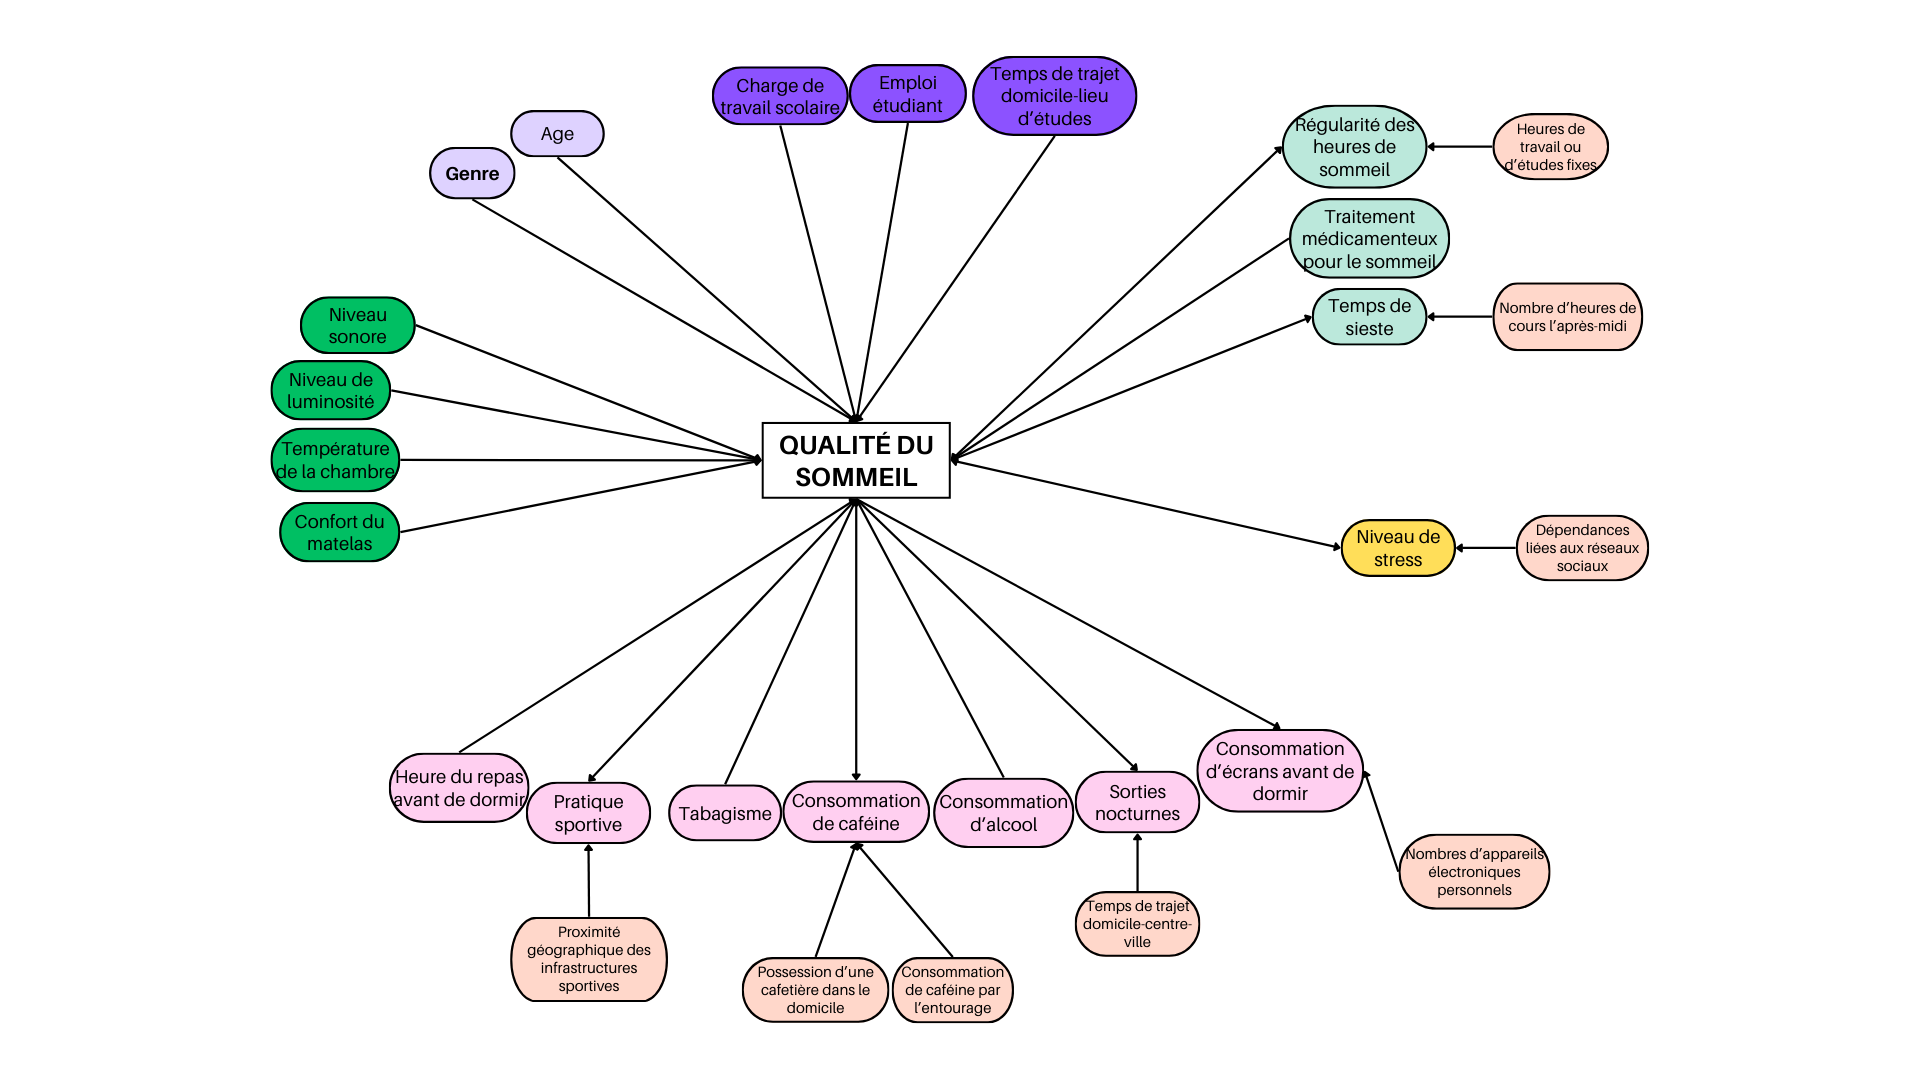 Charge de
travail scolaire
Emploi
étudiant
Temps de trajet
domicile-lieu
d’études
Age
Genre
Régularité des
heures de
sommeil
Heures de
travail ou
d’études fixes
Traitement
médicamenteux
pour le sommeil
Temps de
sieste
Nombre d’heures de
cours l’après-midi
Niveau
sonore
Niveau de
luminosité
Température
de la chambre
Confort du
matelas
QUALITÉ DU
SOMMEIL
Niveau de
stress
Dépendances
liées aux réseaux
sociaux
Heure du repas
avant de dormir
Pratique
sportive
Tabagisme
Consommation
de caféine
Consommation
d’alcool
Sorties
nocturnes
Consommation
d’écrans avant de
dormir
Nombres d’appareils
électroniques
personnels
Proximité
géographique des
infrastructures
sportives
Possession d’une
cafetière dans le
domicile
Consommation
de caféine par
l’entourage
Temps de trajet
domicile-centre-
ville